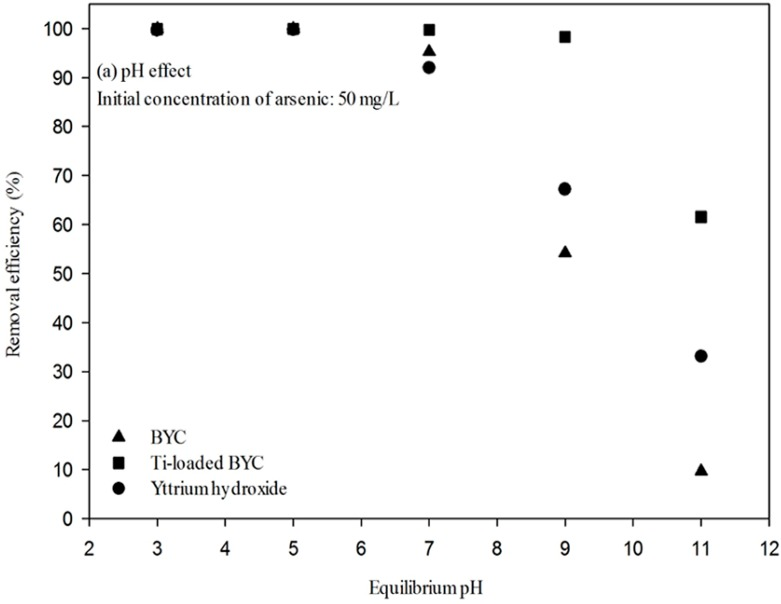 100
90
80
70
60
50
40
30
20
10
0
Removal efficiency (%)
(a) pH effect
Initial concentration of arsenic: 50 mg/L
BYC
Ti-loaded BYC
Yttrium hydroxide
2 3 4 5 6 7 8 9 10 11 12
Equilibrium pH